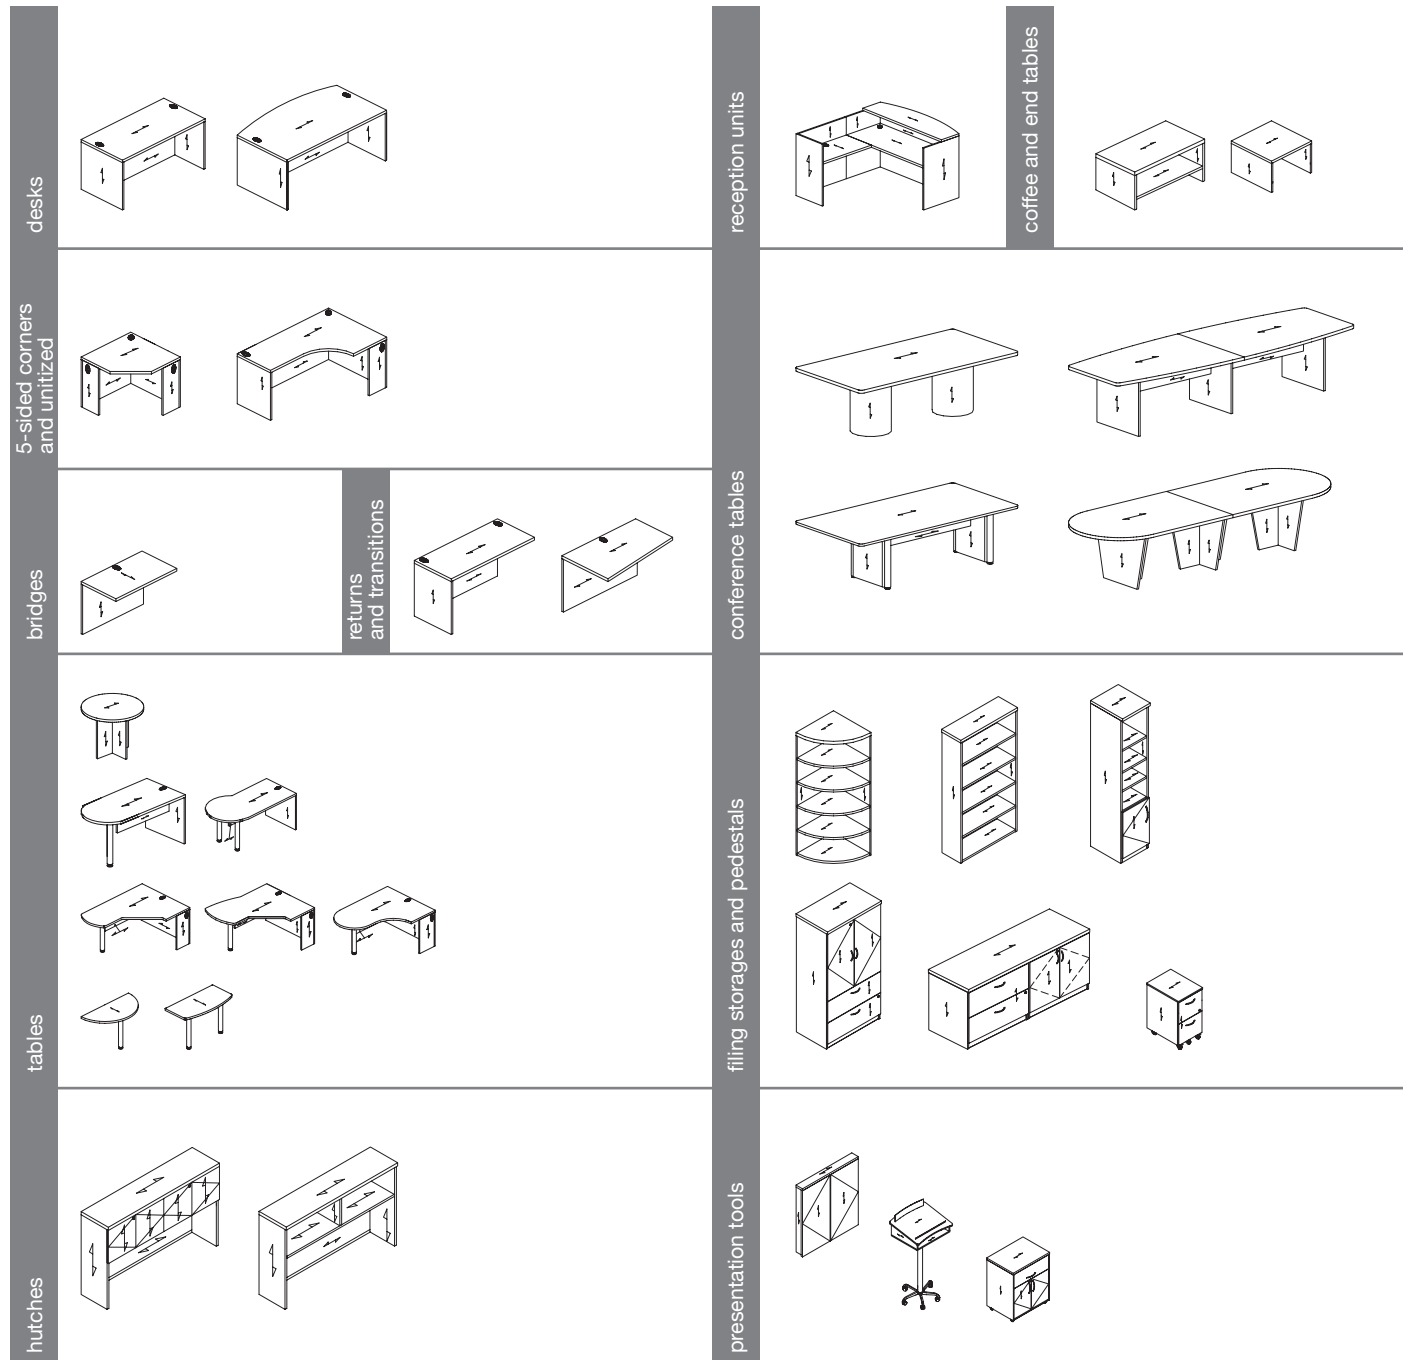 desks
5-sided corners
and unitized
bridges
returns
and transitions
tables
hutches
reception units
coffee and end tables
conference tables
filing storages and pedestals
presentation tools